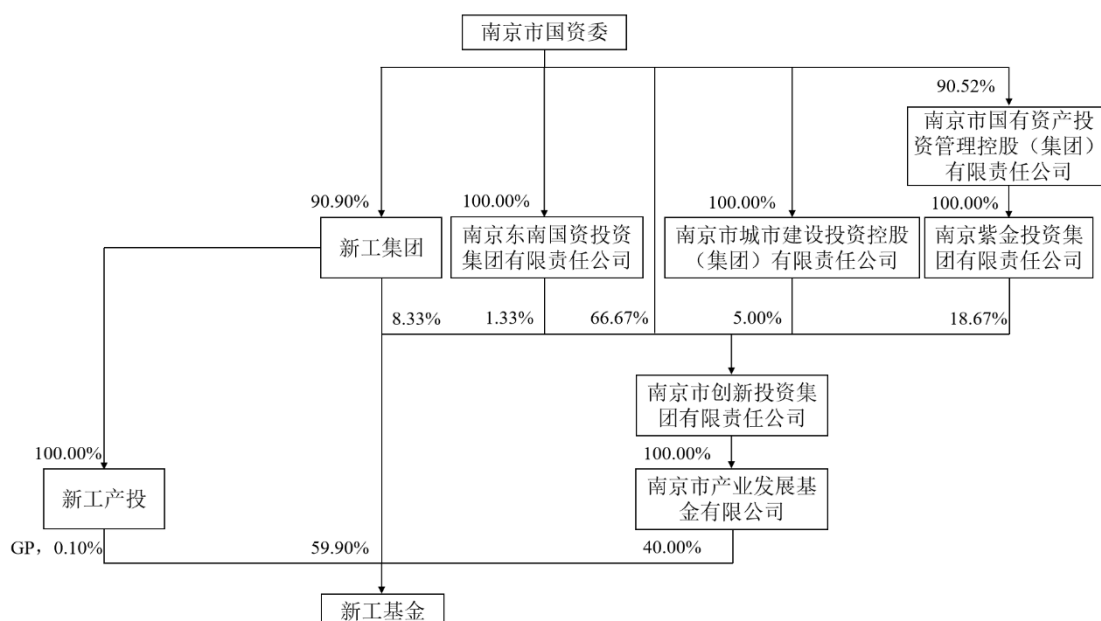 南京市国资委
90.52%
南京市国有资产投
资管理控股（集团）
有限责任公司
90.90%
100.00%
100.00%
100.00%
新工集团
南京东南国资投资
集团有限责任公司
南京市城市建设投资控股
（集团）有限责任公司
南京紫金投资集
团有限责任公司
8.33%
1.33%
66.67%
5.00%
18.67%
南京市创新投资集
团有限责任公司
100.00%
100.00%
新工产投
南京市产业发展基
金有限公司
GP，0.10%
59.90%
40.00%
新工基金